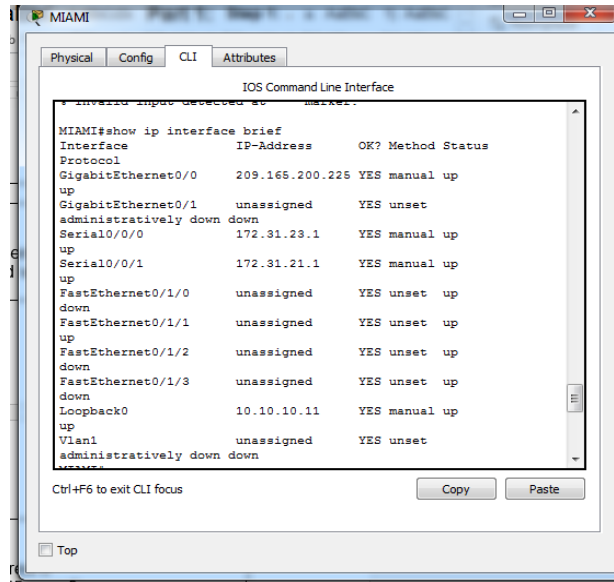 MIAMI
Physical Config CLI Attributes
IOS Command Line Interface
% Invalid input detected at marker.
MIAMI#show ip interface brief
Interface IP-Address OK? Method Status
Protocol
GigabitEthernet0/0 209.165.200.225 YES manual up
up
GigabitEthernet0/1 unassigned YES unset
administratively down down
Serial0/0/0 172.31.23.1 YES manual up
up
Serial0/0/1 172.31.21.1 YES manual up
up
FastEthernet0/1/0 unassigned YES unset up
down
FastEthernet0/1/1 unassigned YES unset up
up
FastEthernet0/1/2 unassigned YES unset up
down
FastEthernet0/1/3 unassigned YES unset up
down
Loopback0 10.10.10.11 YES manual up
up
Vlan1 unassigned YES unset
administratively down down
MIAMI#
Ctrl+F6 to exit CLI focus
Copy Paste
Top